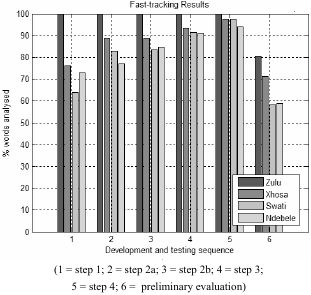 Fast-tracking Results
100
90
80
70
60
50
40
30
20
10
0
% words analysed
1 2 3 4 5 6
Zulu
Xhosa
Swati
Ndebele
Development and testing sequence
(1 = step 1; 2 = step 2a; 3 = step 2b; 4 = step 3;
5 = step 4; 6 = preliminary evaluation)